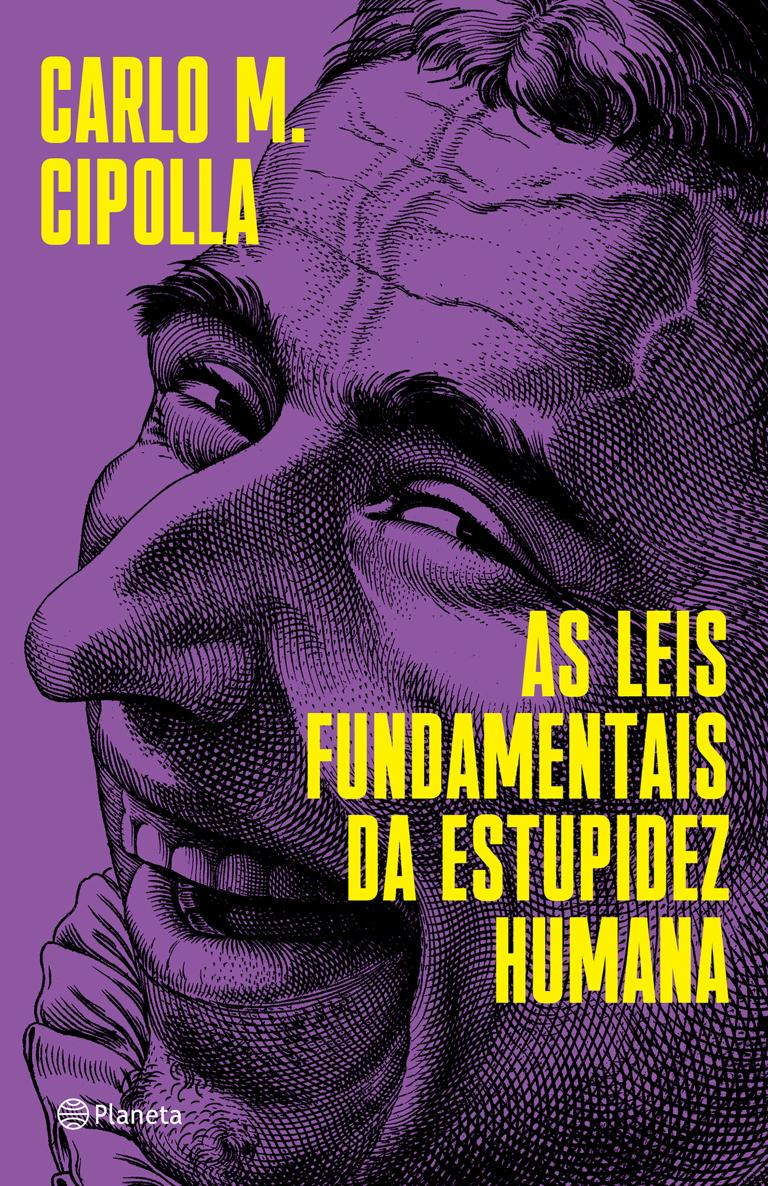 CARLO M.
CIPOLLA
AS LEIS
FUNDAMENTAIS
DA ESTUPIDEZ
HUMANA
Planeta